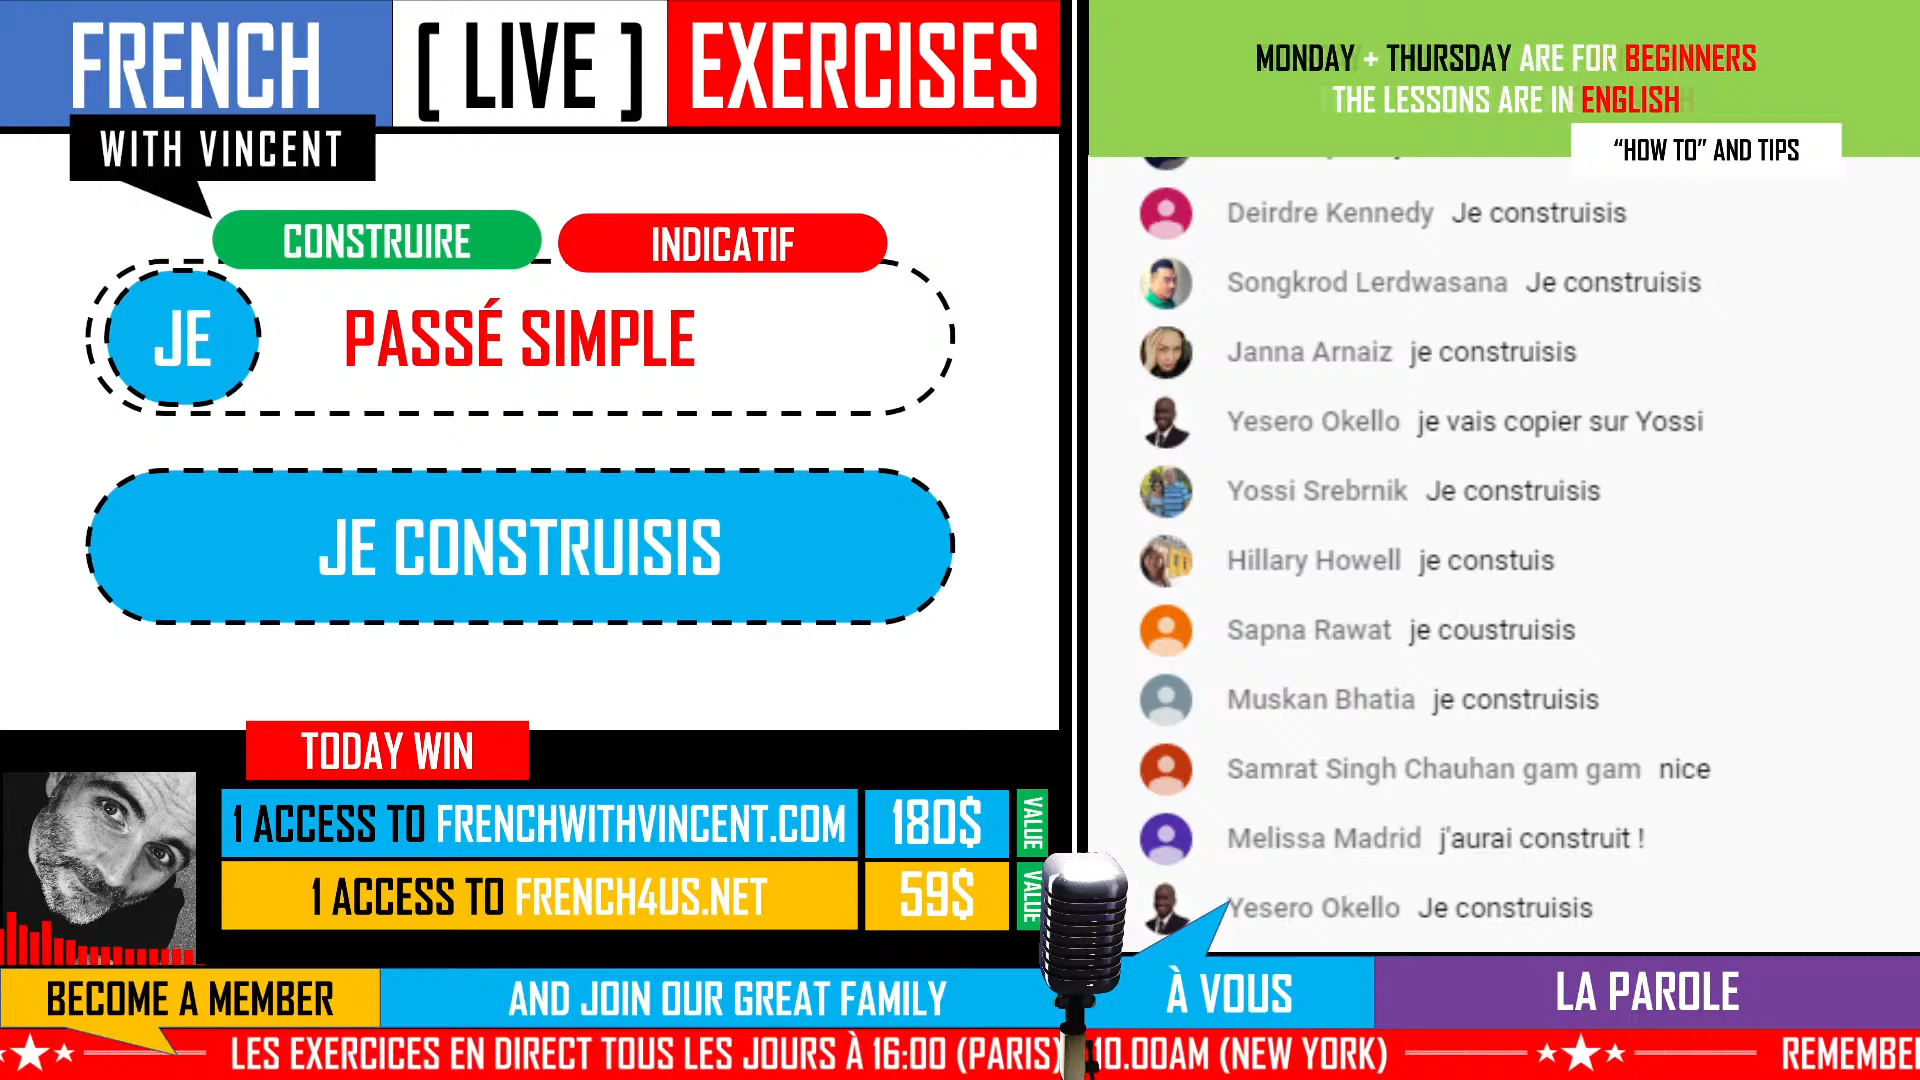 FRENCH [ LIVE ] EXERCISES
WITH VINCENT
CONSTRUIRE INDICATIF
JE PASSÉ SIMPLE
JE CONSTRUISIS
TODAY WIN
1 ACCESS TO FRENCHWITHVINCENT.COM 180$ VALUE
1 ACCESS TO FRENCH4US.NET 59$ VALUE
BECOME A MEMBER AND JOIN OUR GREAT FAMILY
MONDAY + THURSDAY ARE FOR BEGINNERS
THE LESSONS ARE IN ENGLISH
“HOW TO” AND TIPS
Deirdre Kennedy Je construisis
Songkrod Lerdwasana Je construisis
Janna Arnaiz je construisis
Yesero Okello je vais copier sur Yossi
Yossi Srebrnik Je construisis
Hillary Howell je constuis
Sapna Rawat je coustruisis
Muskan Bhatia je construisis
Samrat Singh Chauhan gam gam nice
Melissa Madrid j'aurai construit !
Yesero Okello Je construisis
À VOUS LA PAROLE
LES EXERCICES EN DIRECT TOUS LES JOURS À 16:00 (PARIS) 10.00AM (NEW YORK)